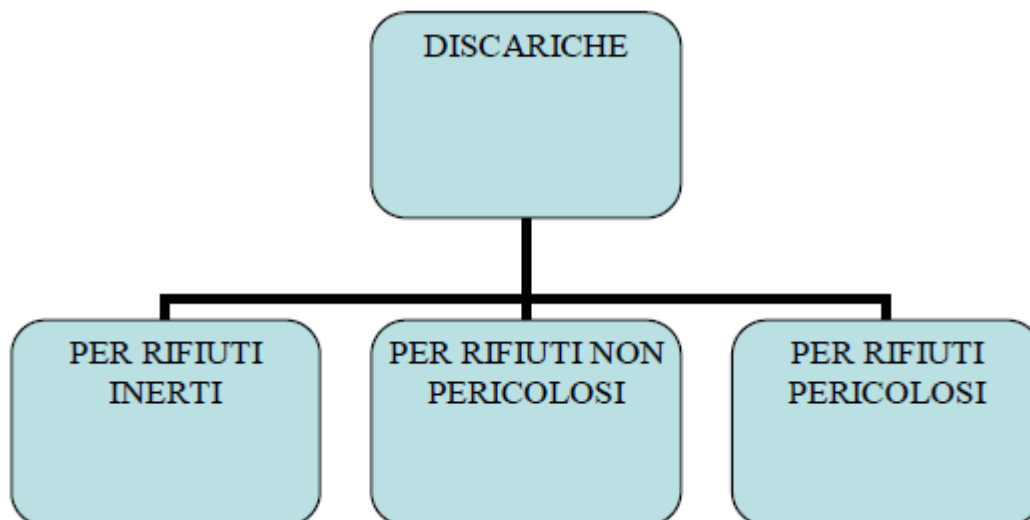 DISCARICHE
PER RIFIUTI
INERTI
PER RIFIUTI NON
PERICOLOSI
PER RIFIUTI
PERICOLOSI